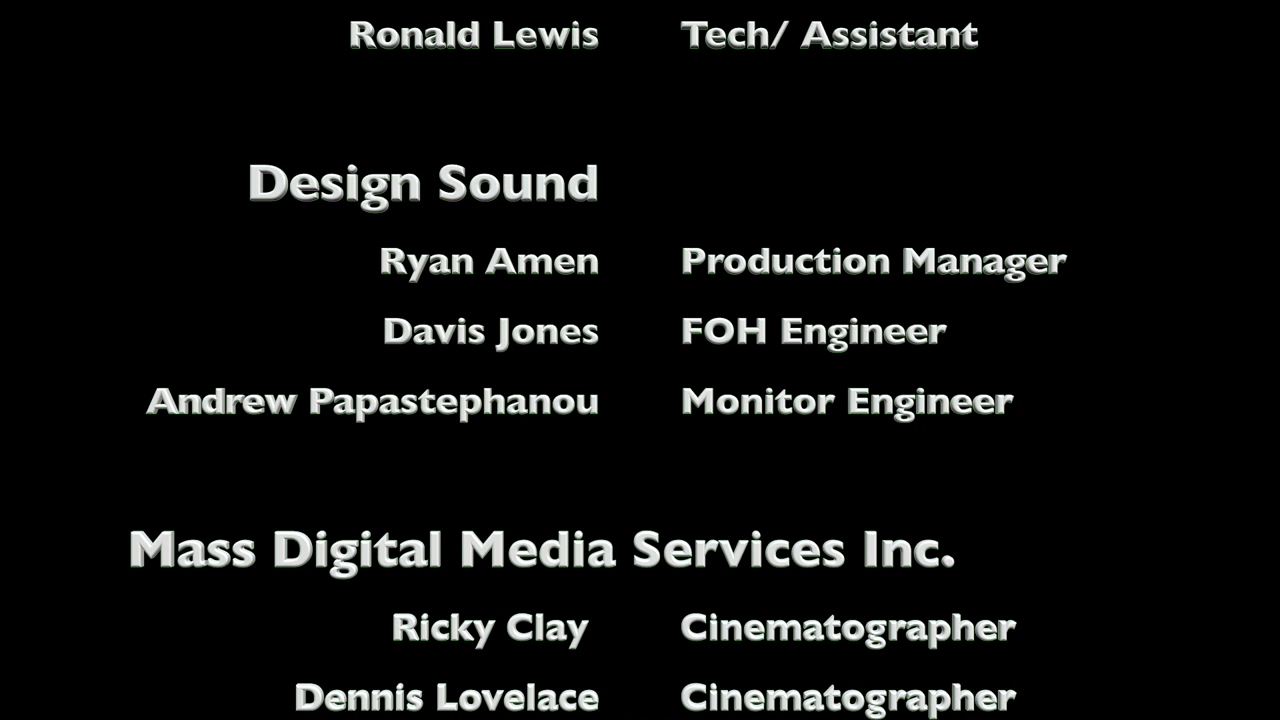 Ronald Lewis Tech/ Assistant
Design Sound
Ryan Amen Production Manager
Davis Jones FOH Engineer
Andrew Papastephanou Monitor Engineer
Mass Digital Media Services Inc.
Ricky Clay Cinematographer
Dennis Lovelace Cinematographer